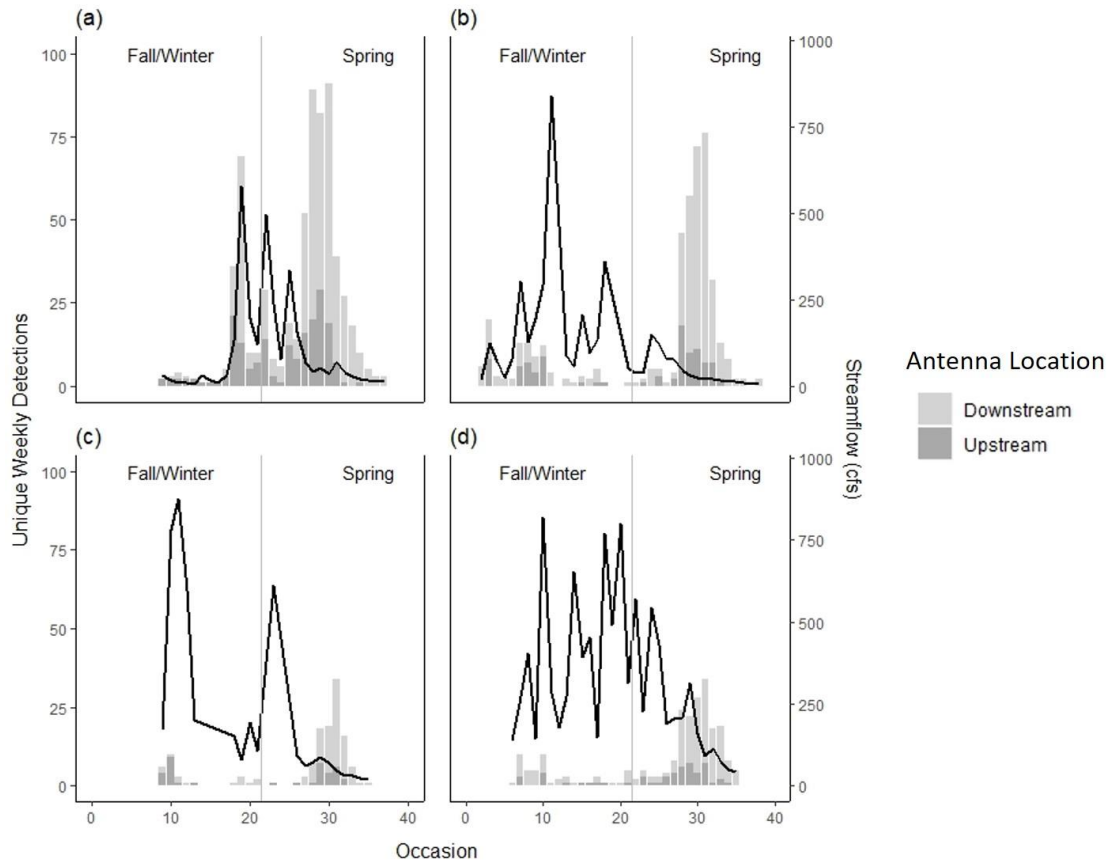 (a)
(b)
Fall/Winter
Spring
Fall/Winter
Spring
100
75
50
25
0
1000
750
500
250
0
(c)
(d)
Fall/Winter
Spring
Fall/Winter
Spring
100
75
50
25
0
1000
750
500
250
0
0 10 20 30 40
0 10 20 30 40
Occasion
Unique Weekly Detections
Streamflow (cfs)
Antenna Location
Downstream
Upstream